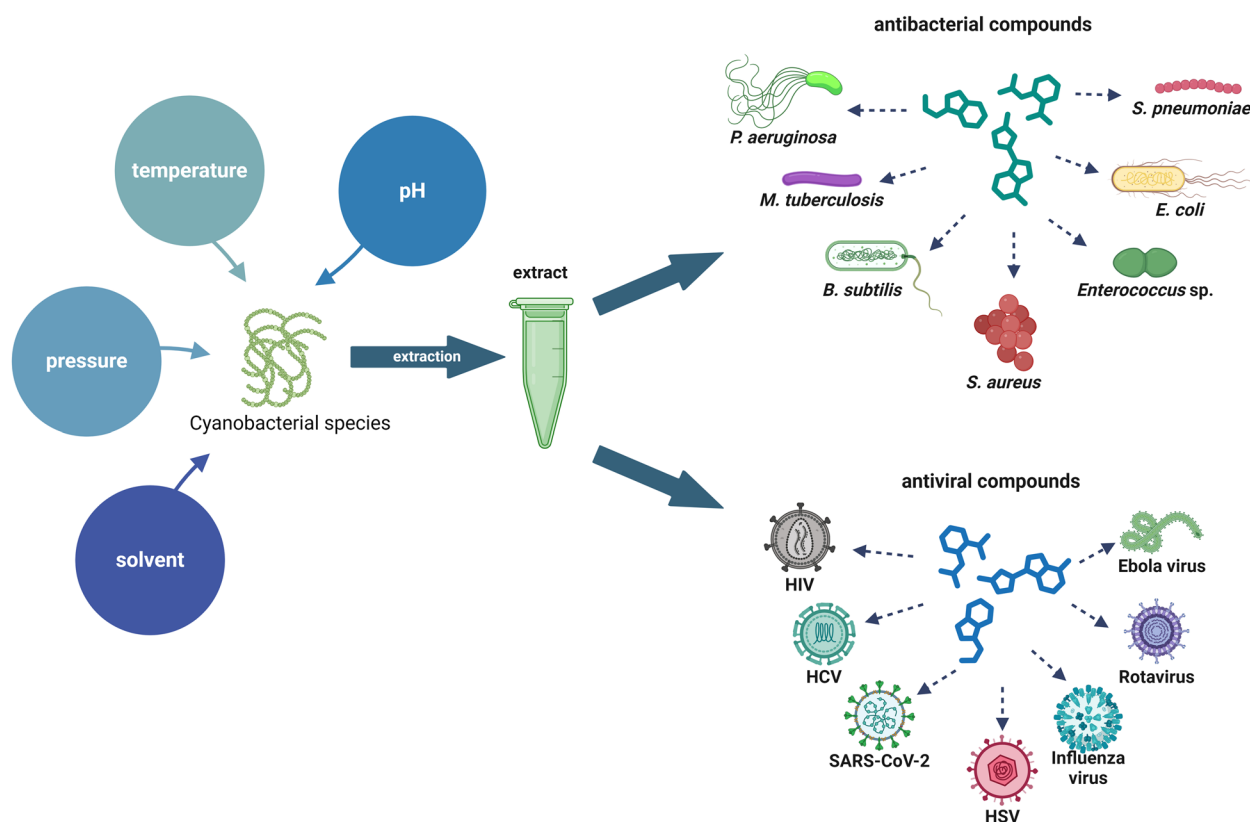 temperature
pH
pressure
solvent
Cyanobacterial species
extraction
extract
antibacterial compounds
P. aeruginosa
S. pneumoniae
M. tuberculosis
E. coli
B. subtilis
Enterococcus sp.
S. aureus
antiviral compounds
HIV
Ebola virus
HCV
Rotavirus
SARS-CoV-2
Influenza
virus
HSV